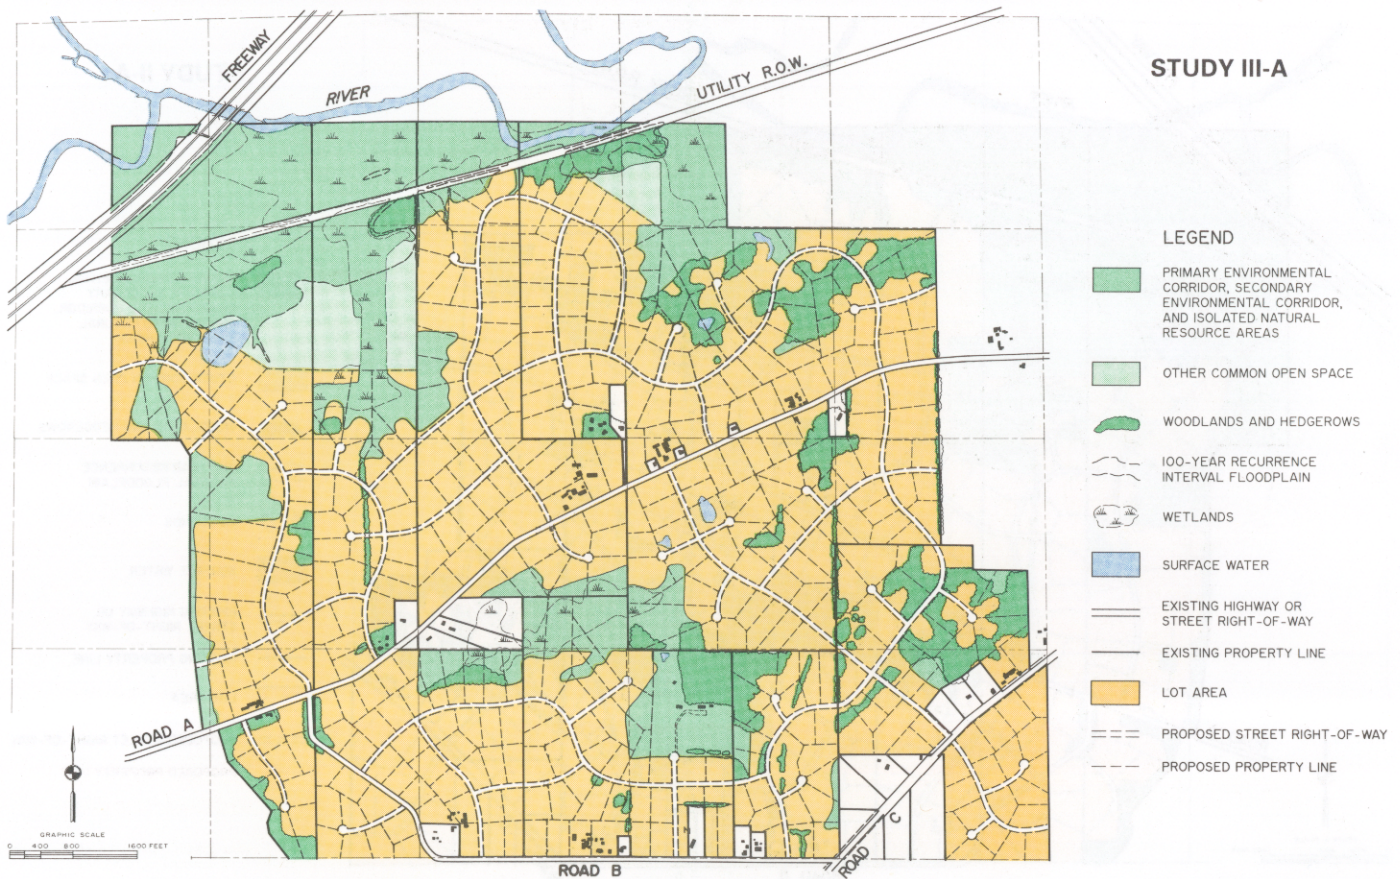 STUDY III-A
FREEWAY
RIVER
UTILITY R.O.W.
LEGEND
PRIMARY ENVIRONMENTAL
CORRIDOR, SECONDARY
ENVIRONMENTAL CORRIDOR,
AND ISOLATED NATURAL
RESOURCE AREAS
OTHER COMMON OPEN SPACE
WOODLANDS AND HEDGEROWS
100-YEAR RECURRENCE
INTERVAL FLOODPLAIN
WETLANDS
SURFACE WATER
EXISTING HIGHWAY OR
STREET RIGHT-OF-WAY
EXISTING PROPERTY LINE
LOT AREA
PROPOSED STREET RIGHT-OF-WAY
PROPOSED PROPERTY LINE
ROAD A
ROAD B
ROAD C
GRAPHIC SCALE
0 400 800 1600 FEET